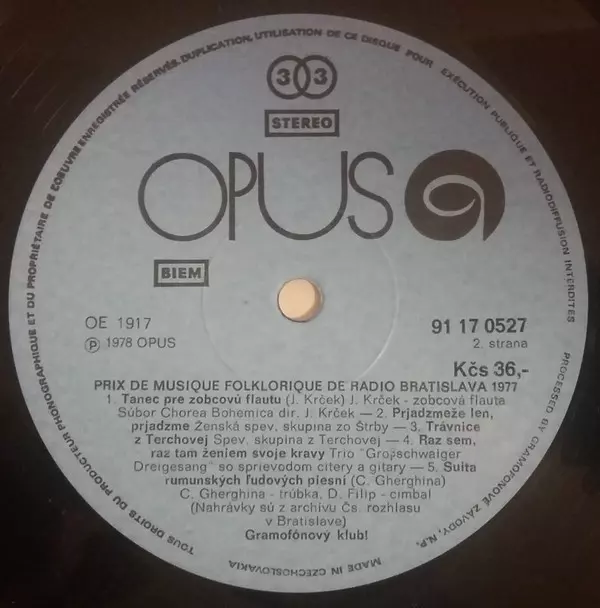 TOUS DROITS DU PRODUCTEUR PHONOGRAPHIQUE ET DU PROPRIÉTAIRE DE L'OEUVRE ENREGISTRÉE RÉSERVÉS. DUPLICATION, UTILISATION DE CE DISQUE POUR EXÉCUTION PUBLIQUE ET RADIODIFFUSION INTERDITES
PROCESSED BY GRAMOFONOVÉ ZÁVODY, N.P.
MADE IN CZECHOSLOVAKIA
33
STEREO
OPUS
BIEM
OE 1917
℗ 1978 OPUS
91 17 0527
2. strana
Kčs 36,-
PRIX DE MUSIQUE FOLKLORIQUE DE RADIO BRATISLAVA 1977
1. Tanec pre zobcovú flautu (J. Krček) J. Krček - zobcová flauta
Súbor Chorea Bohemica dir. J. Krček — 2. Prjadzmeže len,
prjadzme Ženská spev. skupina zo Štrby — 3. Trávnice
z Terchovej Spev. skupina z Terchovej — 4. Raz sem,
raz tam ženiem svoje kravy Trio "Großschwaiger
Dreigesang" so sprievodom citery a gitary — 5. Suita
rumunských ľudových piesní (C. Gherghina)
C. Gherghina - trúbka, D. Filip - cimbal
(Nahrávky sú z archívu Čs. rozhlasu
v Bratislave)
Gramofónový klub!